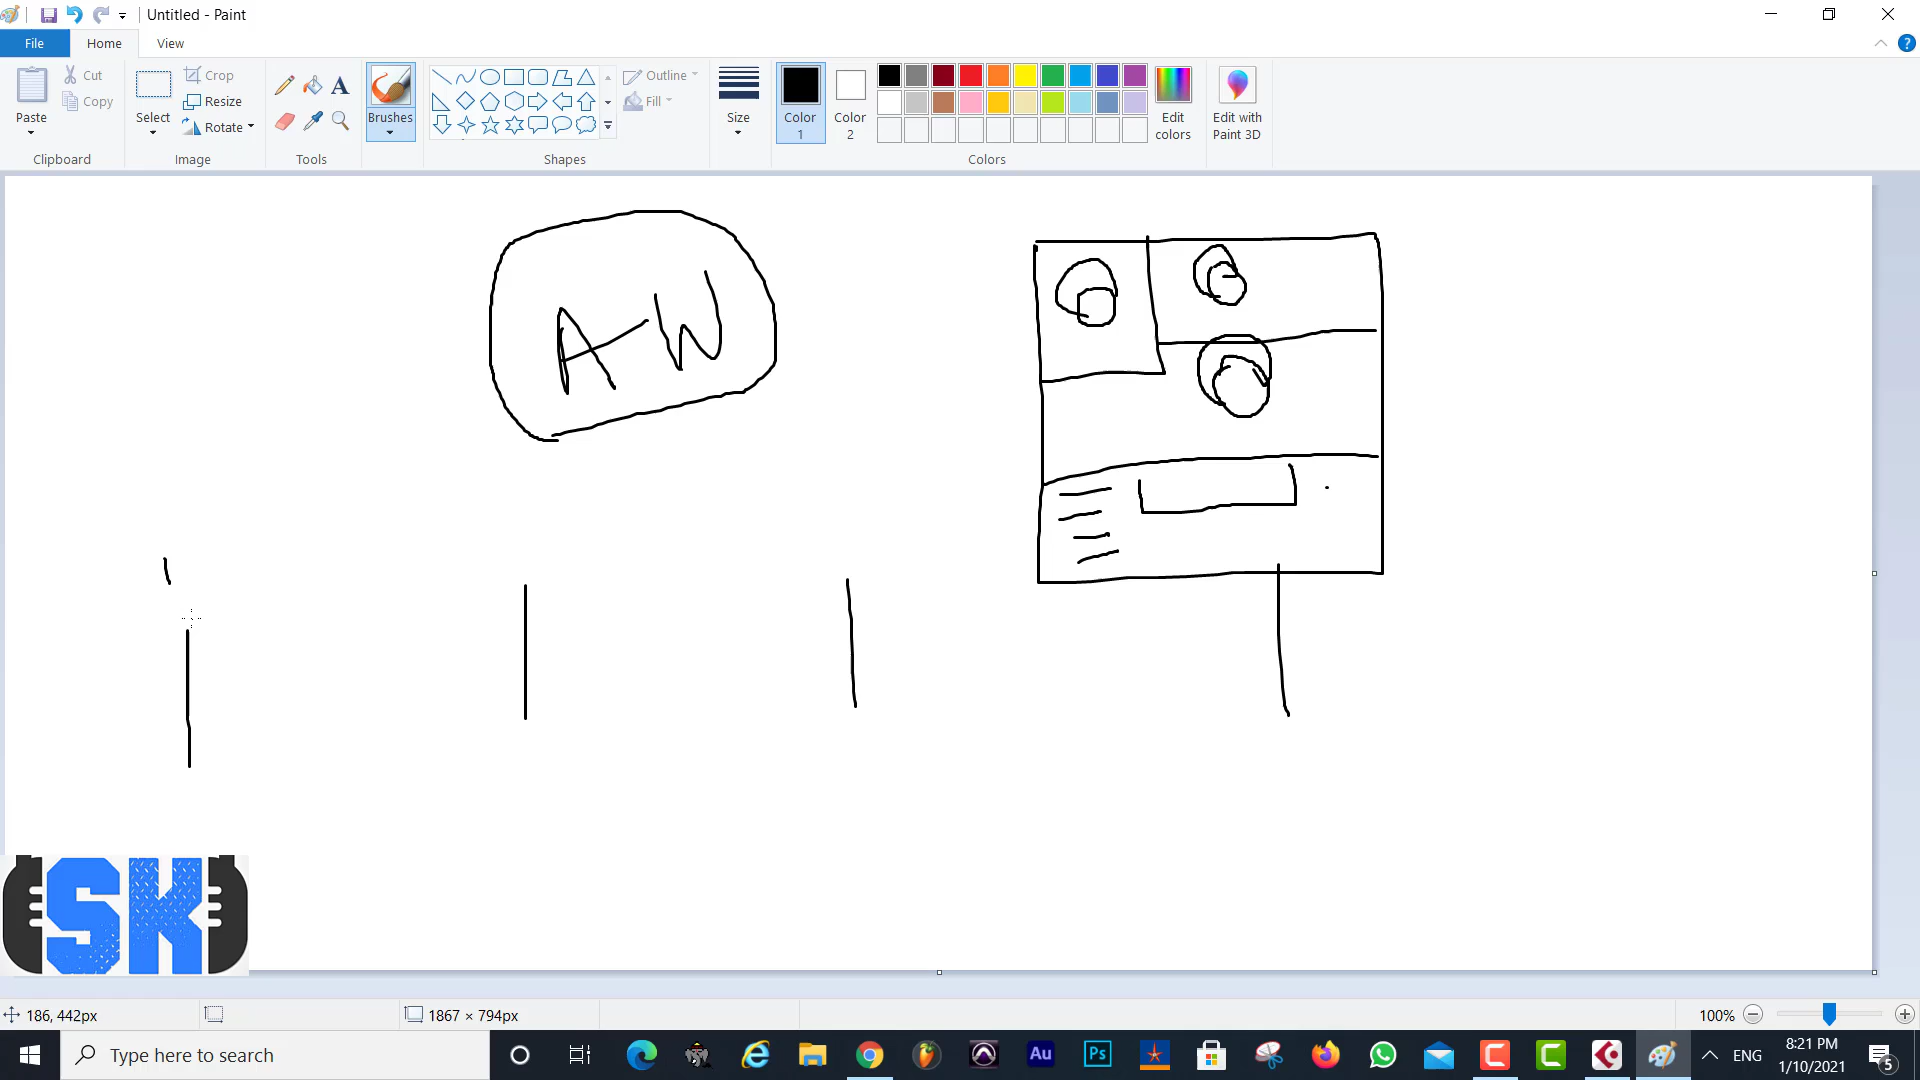 Untitled - Paint
File Home View
Paste
Cut
Copy
Clipboard
Select
Crop
Resize
Rotate
Image
A
Tools
Brushes
Outline
Fill
Shapes
Size
Color 1
Color 2
Edit colors
Edit with Paint 3D
Colors
?
A-W
SK
186, 442px
1867 × 794px
100%
Type here to search
Au
Ps
ENG
8:21 PM
1/10/2021
5